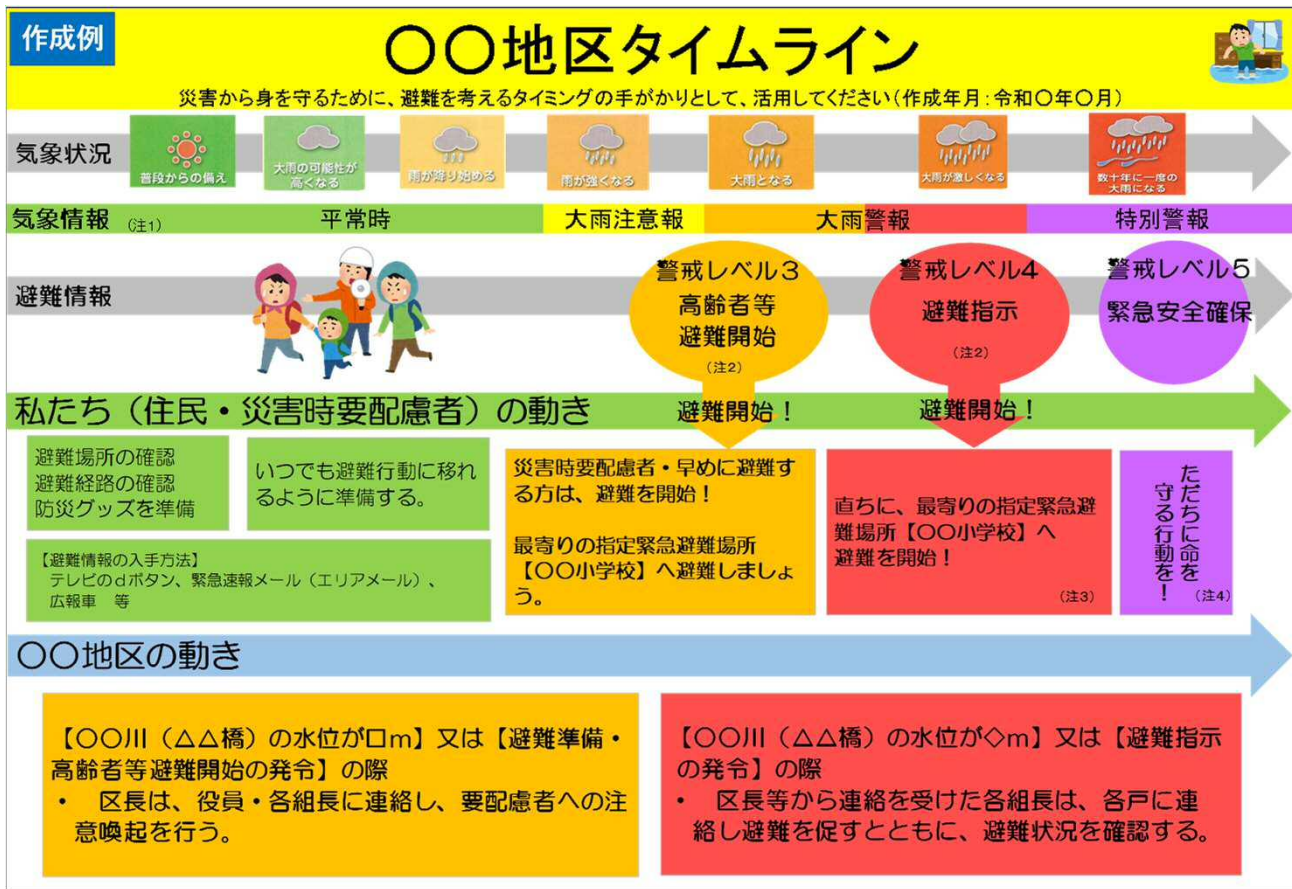 作成例
〇〇地区タイムライン
災害から身を守るために、避難を考えるタイミングの手がかりとして、活用してください(作成年月:令和〇年〇月)
気象状況
普段からの備え
大雨の可能性が
高くなる
雨が降り始める
雨が強くなる
大雨となる
大雨が激しくなる
数十年に一度の
大雨になる
気象情報 (注1)
平常時
大雨注意報
大雨警報
特別警報
避難情報
警戒レベル3
高齢者等
避難開始
(注2)
警戒レベル4
避難指示
(注2)
警戒レベル5
緊急安全確保
私たち(住民・災害時要配慮者)の動き
避難開始!
避難開始!
避難場所の確認
避難経路の確認
防災グッズを準備
いつでも避難行動に移れ
るように準備する。
【避難情報の入手方法】
テレビのdボタン、緊急速報メール(エリアメール)、
広報車 等
災害時要配慮者・早めに避難す
る方は、避難を開始!
最寄りの指定緊急避難場所
【〇〇小学校】へ避難しましょ
う。
直ちに、最寄りの指定緊急避
難場所【〇〇小学校】へ
避難を開始!
(注3)
ただちに命を
守る行動を!
(注4)
〇〇地区の動き
【〇〇川(△△橋)の水位が□m】又は【避難準備・
高齢者等避難開始の発令】の際
・ 区長は、役員・各組長に連絡し、要配慮者への注
意喚起を行う。
【〇〇川(△△橋)の水位が◇m】又は【避難指示
の発令】の際
・ 区長等から連絡を受けた各組長は、各戸に連
絡し避難を促すとともに、避難状況を確認する。